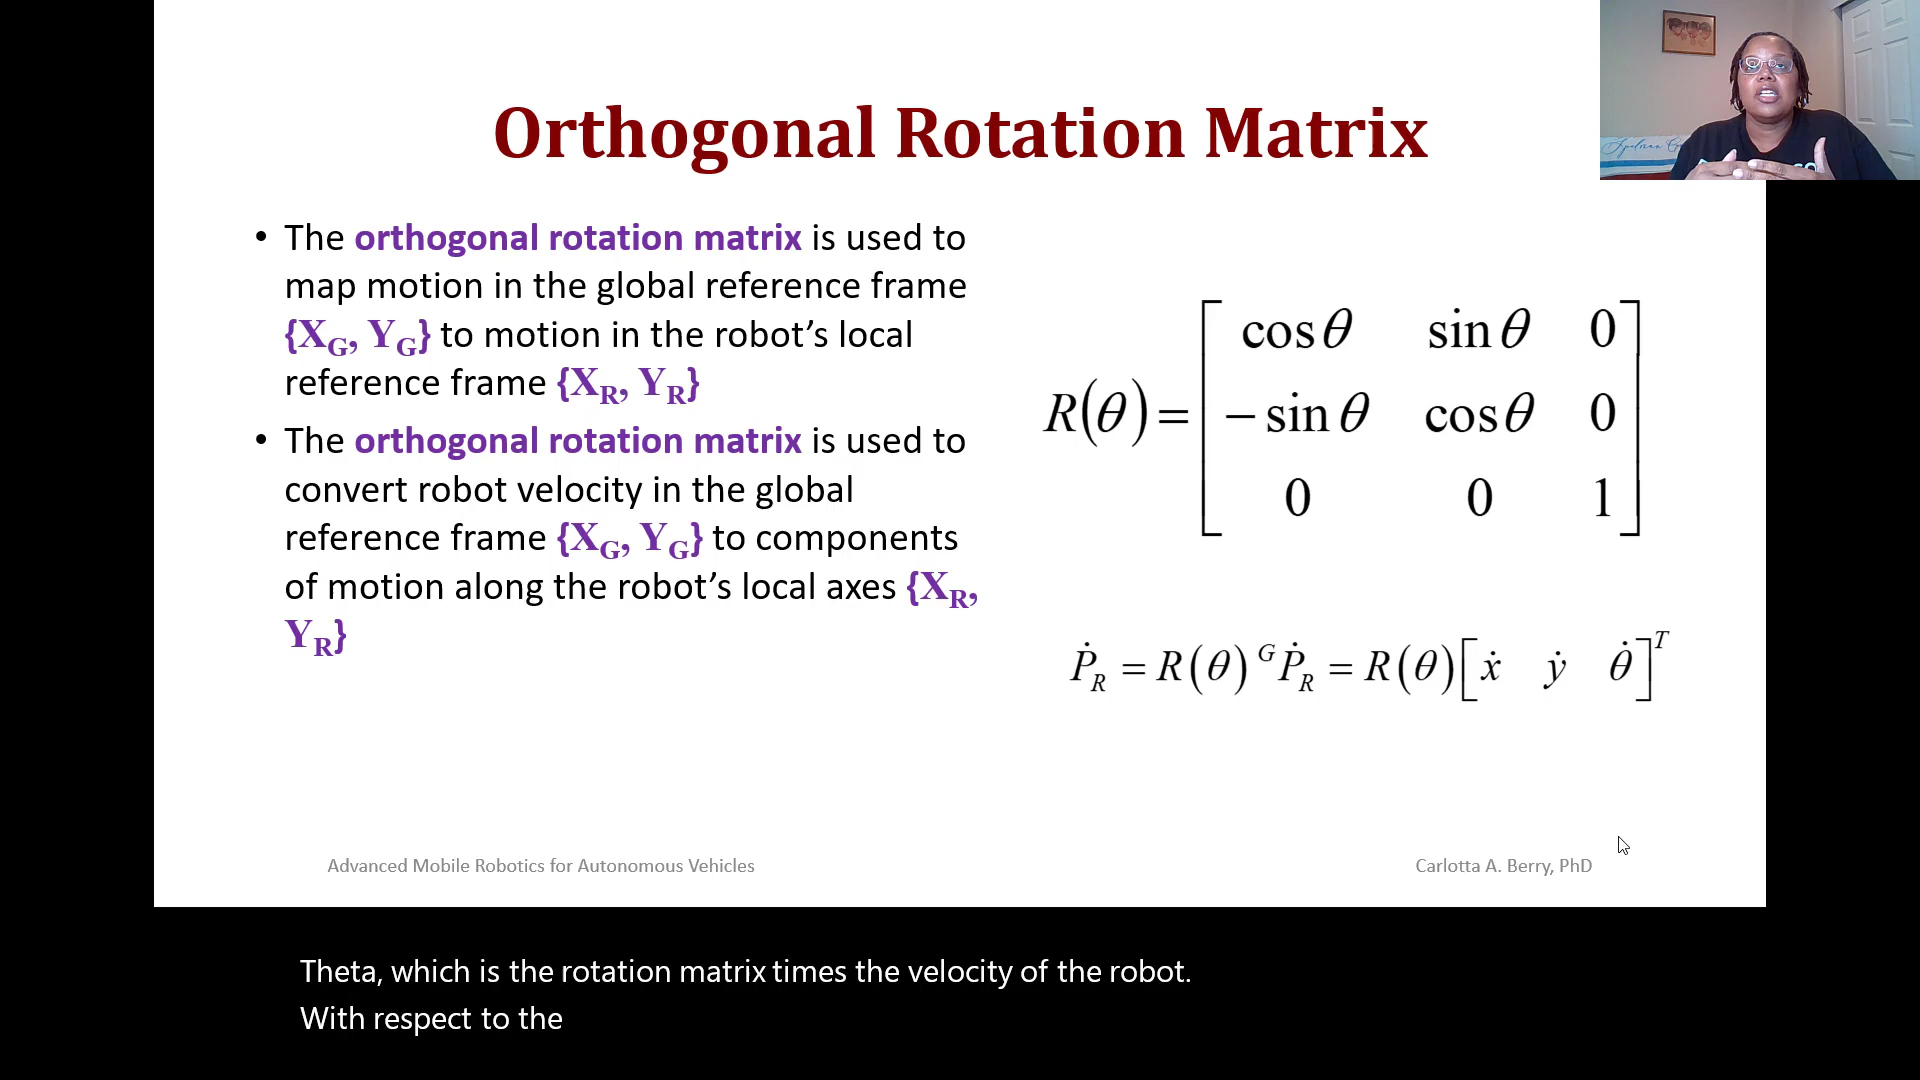 Orthogonal Rotation Matrix
• The orthogonal rotation matrix is used to
map motion in the global reference frame
{X_G, Y_G} to motion in the robot’s local
reference frame {X_R, Y_R}
• The orthogonal rotation matrix is used to
convert robot velocity in the global
reference frame {X_G, Y_G} to components
of motion along the robot’s local axes {X_R,
Y_R}
cos θ sin θ 0
R(θ) = − sin θ cos θ 0
0 0 1
Ṗ_R = R(θ) ^G Ṗ_R = R(θ)[ẋ ẏ θ̇]^T
Advanced Mobile Robotics for Autonomous Vehicles
Carlotta A. Berry, PhD
Theta, which is the rotation matrix times the velocity of the robot.
With respect to the